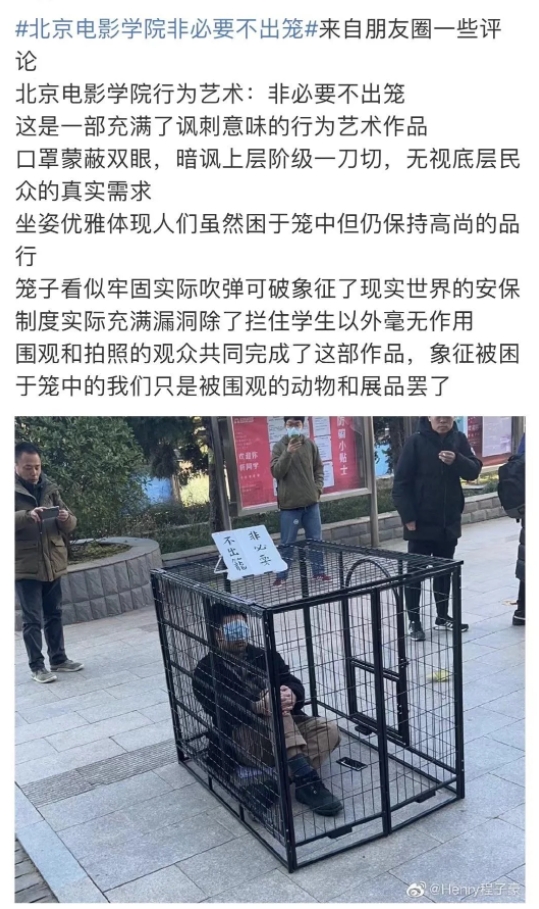 #北京电影学院非必要不出笼#来自朋友圈一些评
论
北京电影学院行为艺术：非必要不出笼
这是一部充满了讽刺意味的行为艺术作品
口罩蒙蔽双眼，暗讽上层阶级一刀切，无视底层民
众的真实需求
坐姿优雅体现人们虽然困于笼中但仍保持高尚的品
行
笼子看似牢固实际吹弹可破象征了现实世界的安保
制度实际充满漏洞除了拦住学生以外毫无作用
围观和拍照的观众共同完成了这部作品，象征被困
于笼中的我们只是被围观的动物和展品罢了
防骗小贴士
非必要
不出笼